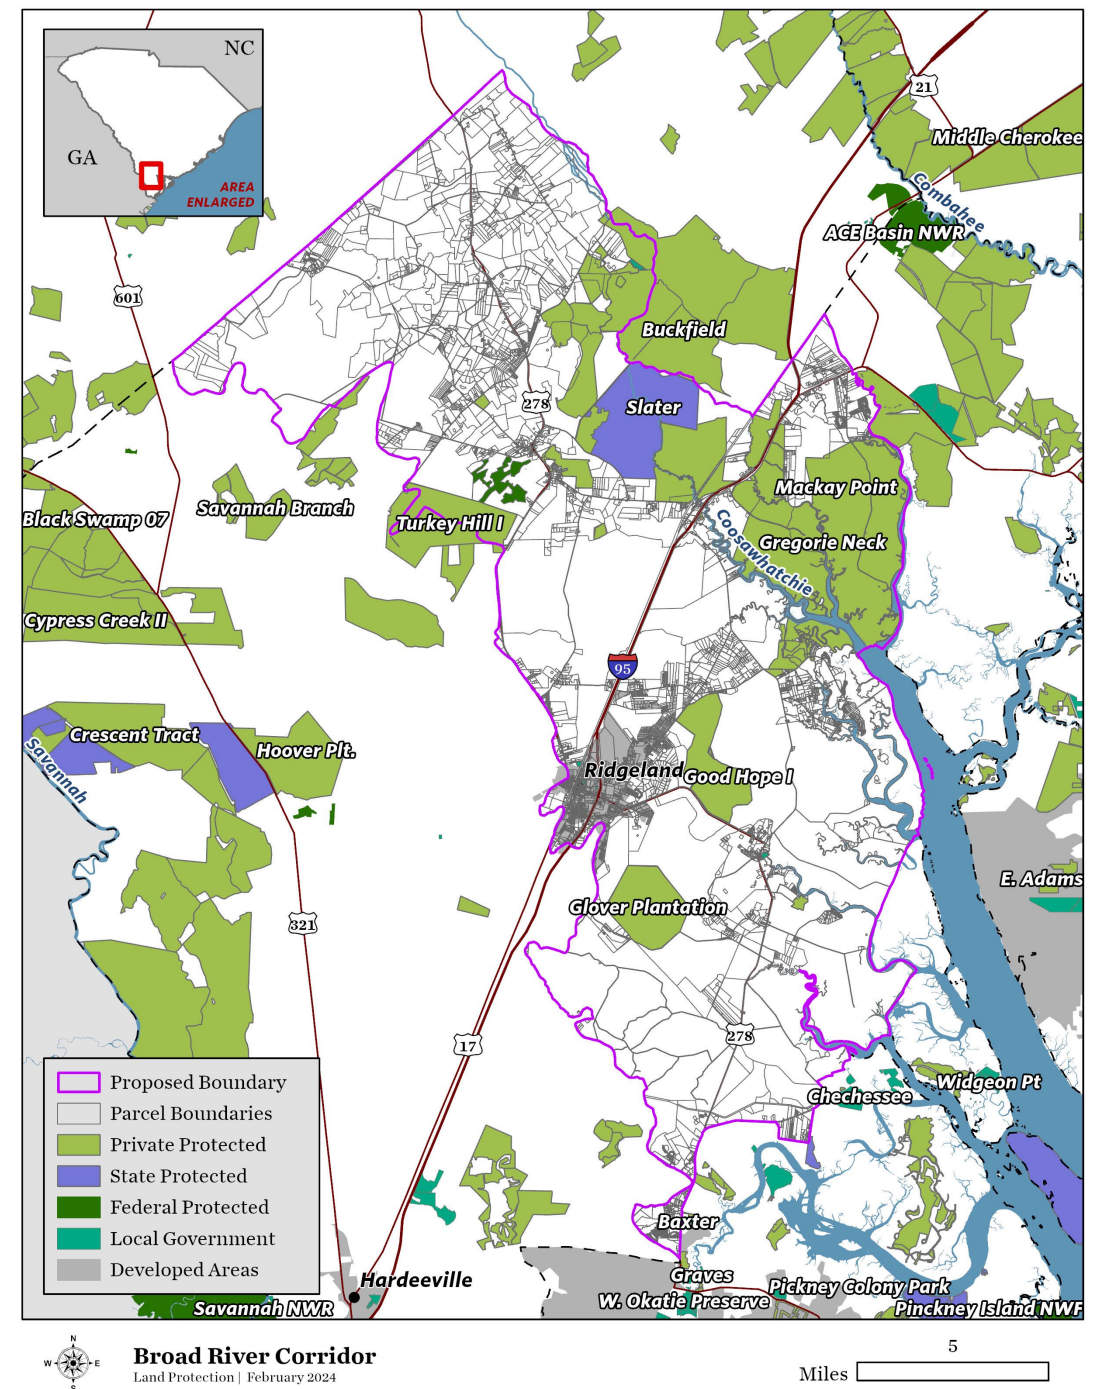 NC
GA
AREA
ENLARGED
21
Middle Cherokee
Combahee
ACE Basin NWR
601
Buckfield
278
Slater
Mackay Point
Savannah Branch
Black Swamp 07
Turkey Hill I
Gregorie Neck
Coosawhatchie
Cypress Creek II
95
Crescent Tract
Hoover Plt.
Savannah
Ridgeland
Good Hope I
E. Adams
Glover Plantation
321
17
278
Widgeon Pt
Chechessee
Proposed Boundary
Parcel Boundaries
Private Protected
State Protected
Federal Protected
Local Government
Developed Areas
Baxter
Graves
Hardeeville
Pickney Colony Park
W. Okatie Preserve
Savannah NWR
Pinckney Island NWF
N
W E
S
Broad River Corridor
Land Protection | February 2024
5
Miles